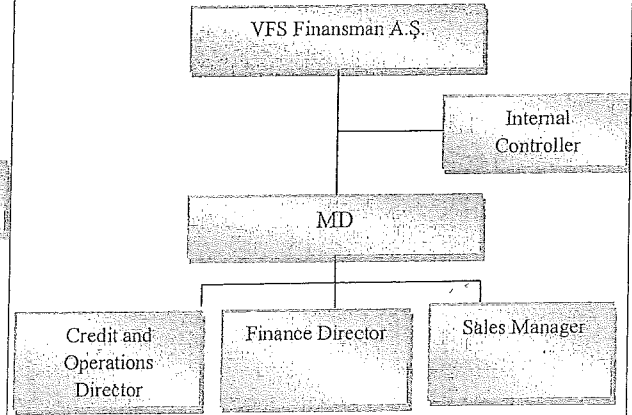 VFS Finansman A.Ş.
Internal
Controller
MD
Credit and
Operations
Director
Finance Director
Sales Manager